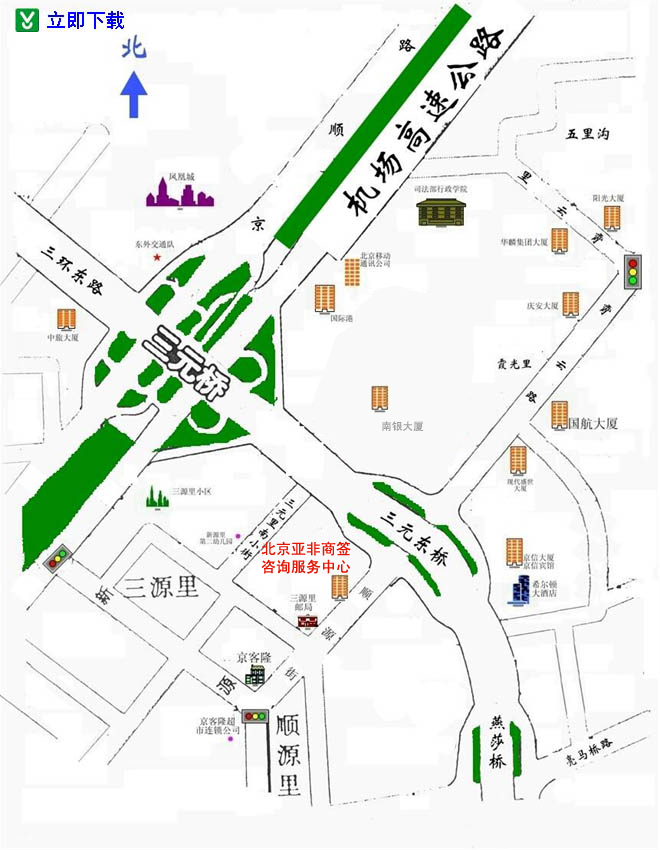 立即下载
北
京顺路
机场高速公路
五里沟
凤凰城
司法部行政学院
里云霄
阳光大厦
华麟集团大厦
东外交通队
北京移动
通讯公司
三环东路
国际港
庆安大厦
中旅大厦
三元桥
霞光里
霄云路
南银大厦
国航大厦
现代盛世
大厦
三源里小区
三元里南小街
三元东桥
新源里
第二幼儿园
北京亚非商签
咨询服务中心
京信大厦
京信宾馆
希尔顿
大酒店
三源里
三源里
邮局
顺源街
京客隆
源
街
京客隆超
市连锁公司
顺源里
燕莎桥
亮马桥路